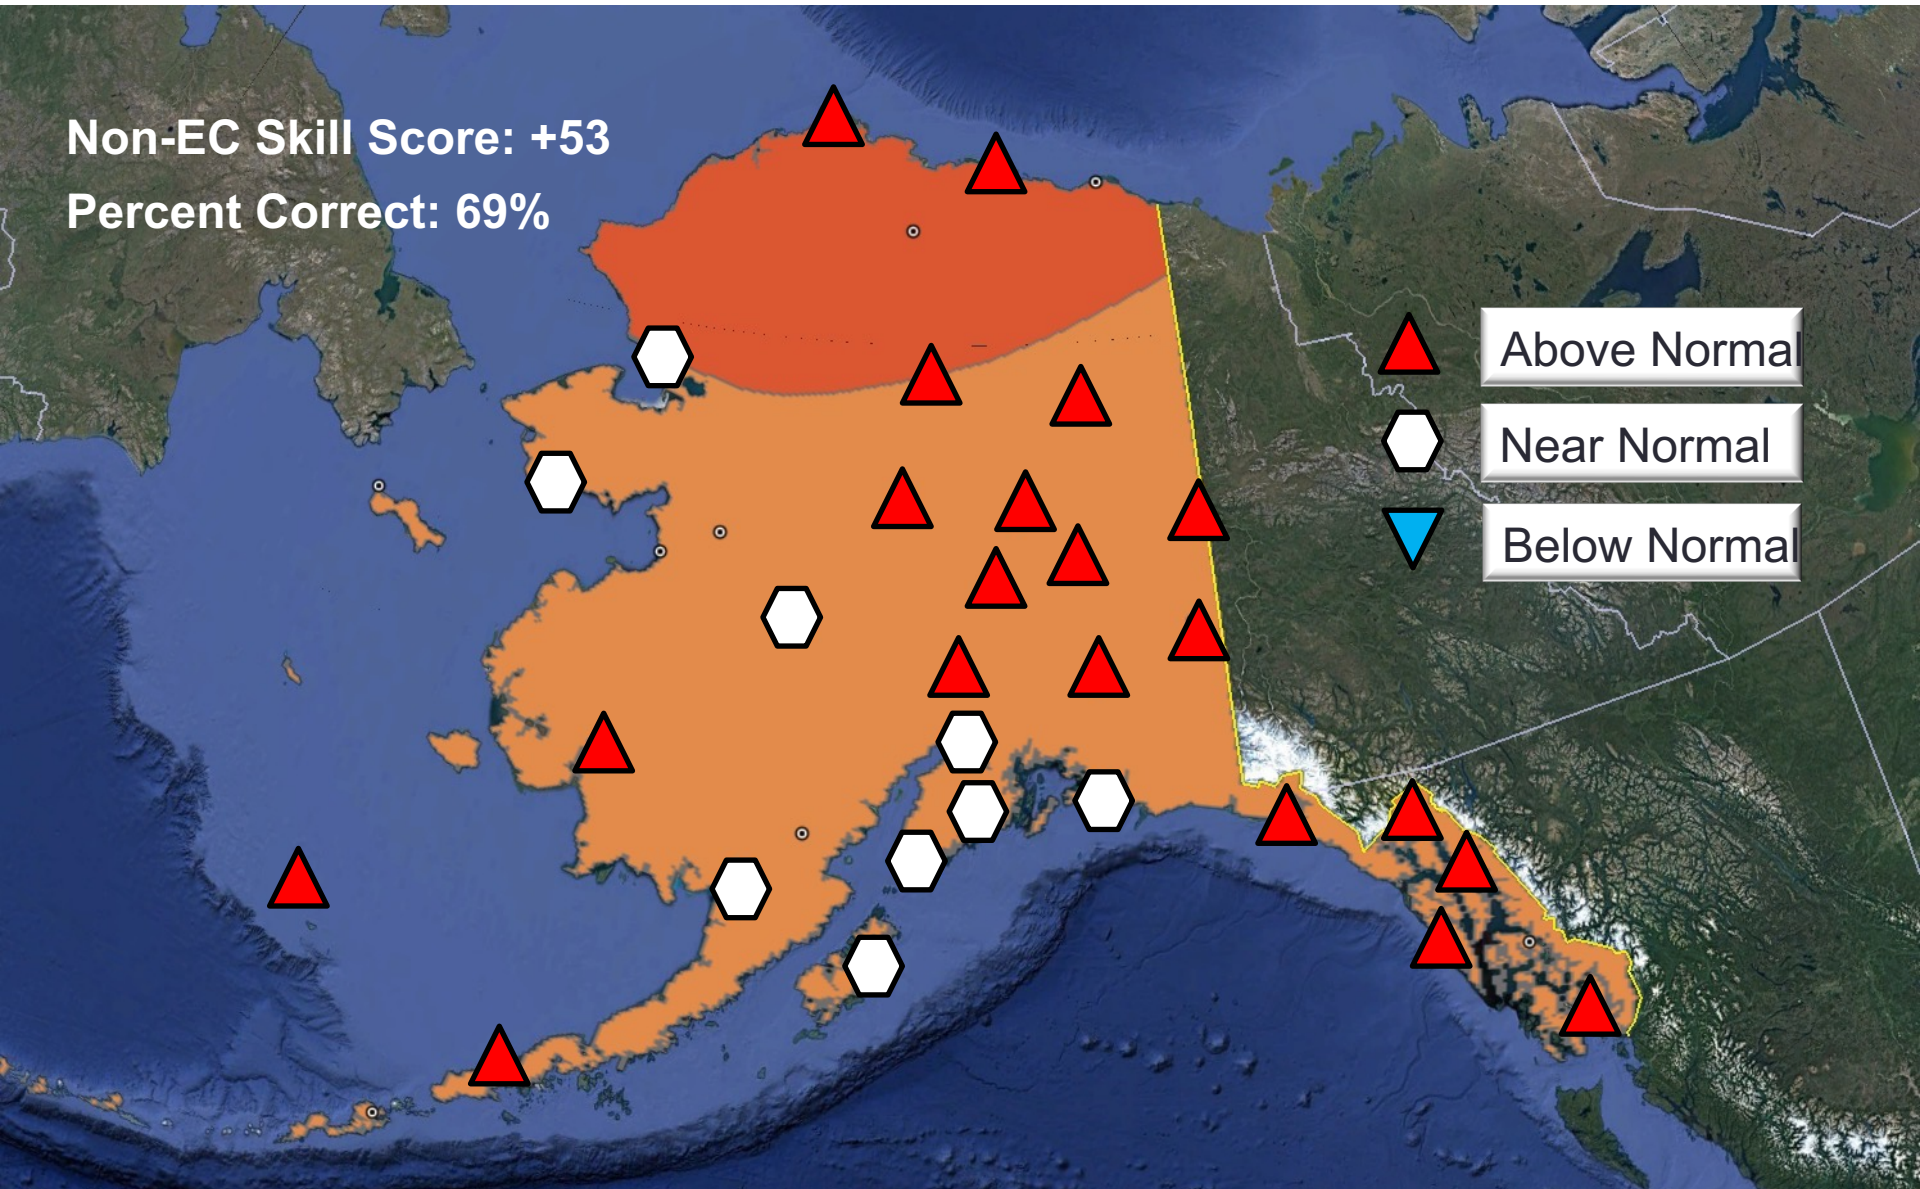 Non-EC Skill Score: +53
Percent Correct: 69%
Above Normal
Near Normal
Below Normal